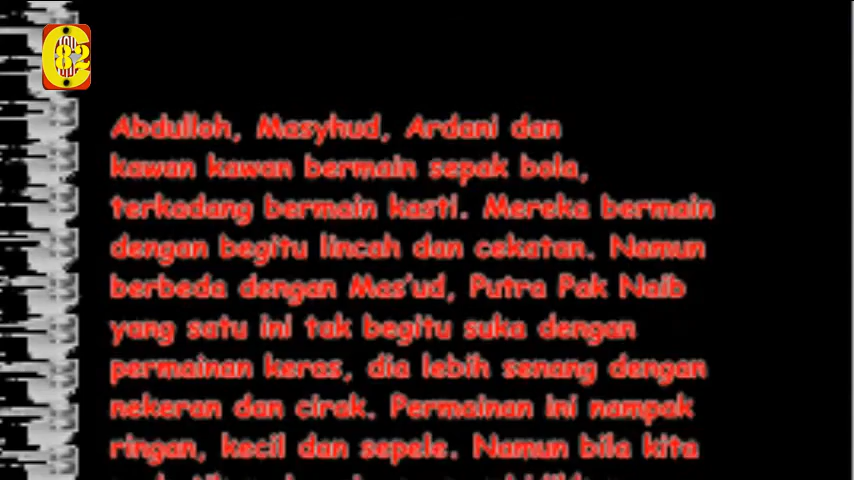 Abdulloh, Masyhud, Ardani dan
kawan kawan bermain sepak bola,
terkadang bermain kasti. Mereka bermain
dengan begitu lincah dan cekatan. Namun
berbeda dengan Mas'ud, Putra Pak Naib
yang satu ini tak begitu suka dengan
permainan keras, dia lebih senang dengan
nekeran dan cirak. Permainan ini nampak
ringan, kecil dan sepele. Namun bila kita